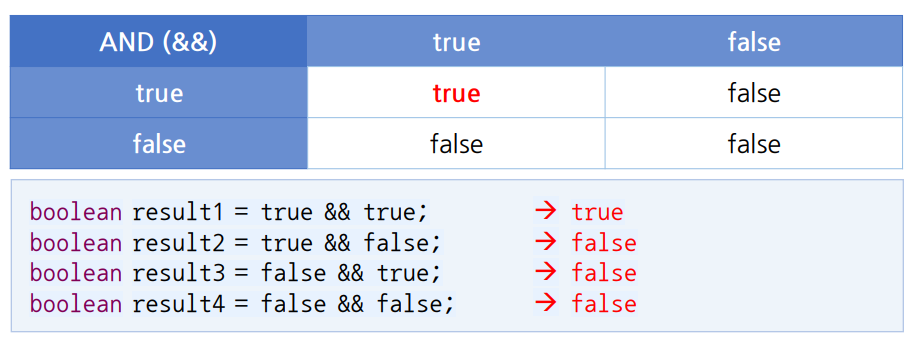 AND (&&) true false
true true false
false false false
boolean result1 = true && true; → true
boolean result2 = true && false; → false
boolean result3 = false && true; → false
boolean result4 = false && false; → false